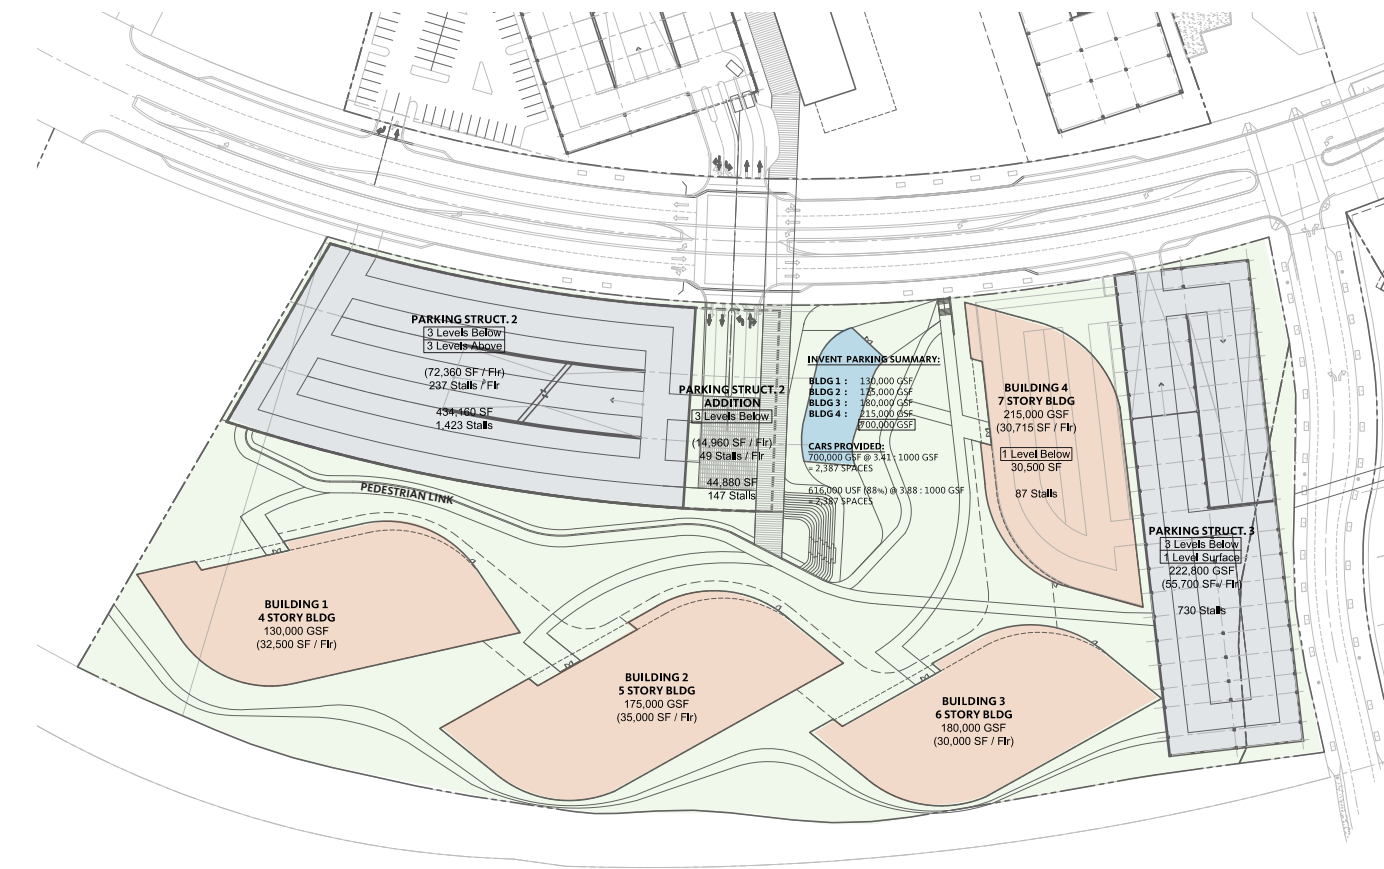 PARKING STRUCT. 2
3 Levels Below
3 Levels Above
(72,360 SF / Flr)
237 Stalls / Flr
434,160 SF
1,423 Stalls
PARKING STRUCT. 2
ADDITION
3 Levels Below
(14,960 SF / Flr)
49 Stalls / Flr
44,880 SF
147 Stalls
INVENT PARKING SUMMARY:
BLDG 1 : 130,000 GSF
BLDG 2 : 175,000 GSF
BLDG 3 : 180,000 GSF
BLDG 4 : 215,000 GSF
700,000 GSF
CARS PROVIDED:
700,000 GSF @ 3.41 : 1000 GSF
= 2,387 SPACES
616,000 USF (88%) @ 3.88 : 1000 GSF
= 2,387 SPACES
BUILDING 4
7 STORY BLDG
215,000 GSF
(30,715 SF / Flr)
1 Level Below
30,500 SF
87 Stalls
PARKING STRUCT. 3
3 Levels Below
1 Level Surface
222,800 GSF
(55,700 SF / Flr)
730 Stalls
PEDESTRIAN LINK
BUILDING 1
4 STORY BLDG
130,000 GSF
(32,500 SF / Flr)
BUILDING 2
5 STORY BLDG
175,000 GSF
(35,000 SF / Flr)
BUILDING 3
6 STORY BLDG
180,000 GSF
(30,000 SF / Flr)